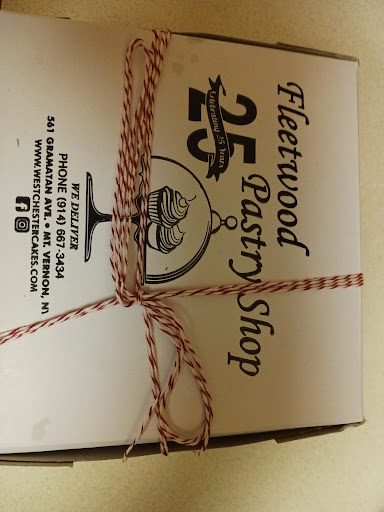 Fleetwood
Pastry Shop
25
Celebrating 25 Years
WE DELIVER
PHONE (914) 667-3434
561 GRAMATAN AVE. • MT. VERNON, NY
WWW.WESTCHESTERCAKES.COM